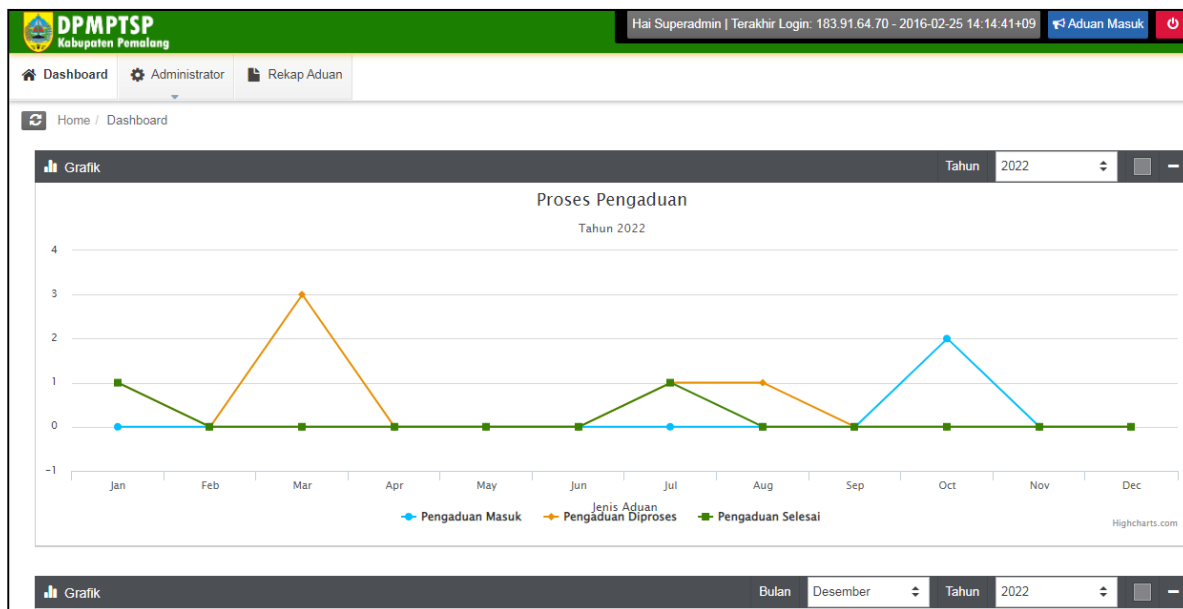 DPMPTSP
Kabupaten Pemalang
Hai Superadmin | Terakhir Login: 183.91.64.70 - 2016-02-25 14:14:41+09
Aduan Masuk
Dashboard
Administrator
Rekap Aduan
Home / Dashboard
Grafik
Tahun
2022
Proses Pengaduan
Tahun 2022
4
3
2
1
0
-1
Jan Feb Mar Apr May Jun Jul Aug Sep Oct Nov Dec
Jenis Aduan
Pengaduan Masuk Pengaduan Diproses Pengaduan Selesai
Highcharts.com
Grafik
Bulan
Desember
Tahun
2022